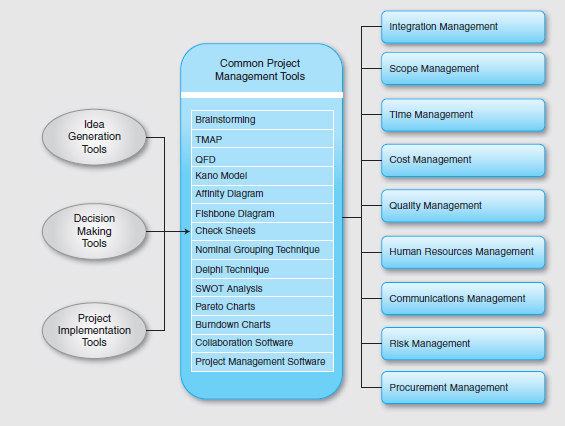 Idea
Generation
Tools
Decision
Making
Tools
Project
Implementation
Tools
Common Project
Management Tools
Brainstorming
TMAP
QFD
Kano Model
Affinity Diagram
Fishbone Diagram
Check Sheets
Nominal Grouping Technique
Delphi Technique
SWOT Analysis
Pareto Charts
Burndown Charts
Collaboration Software
Project Management Software
Integration Management
Scope Management
Time Management
Cost Management
Quality Management
Human Resources Management
Communications Management
Risk Management
Procurement Management